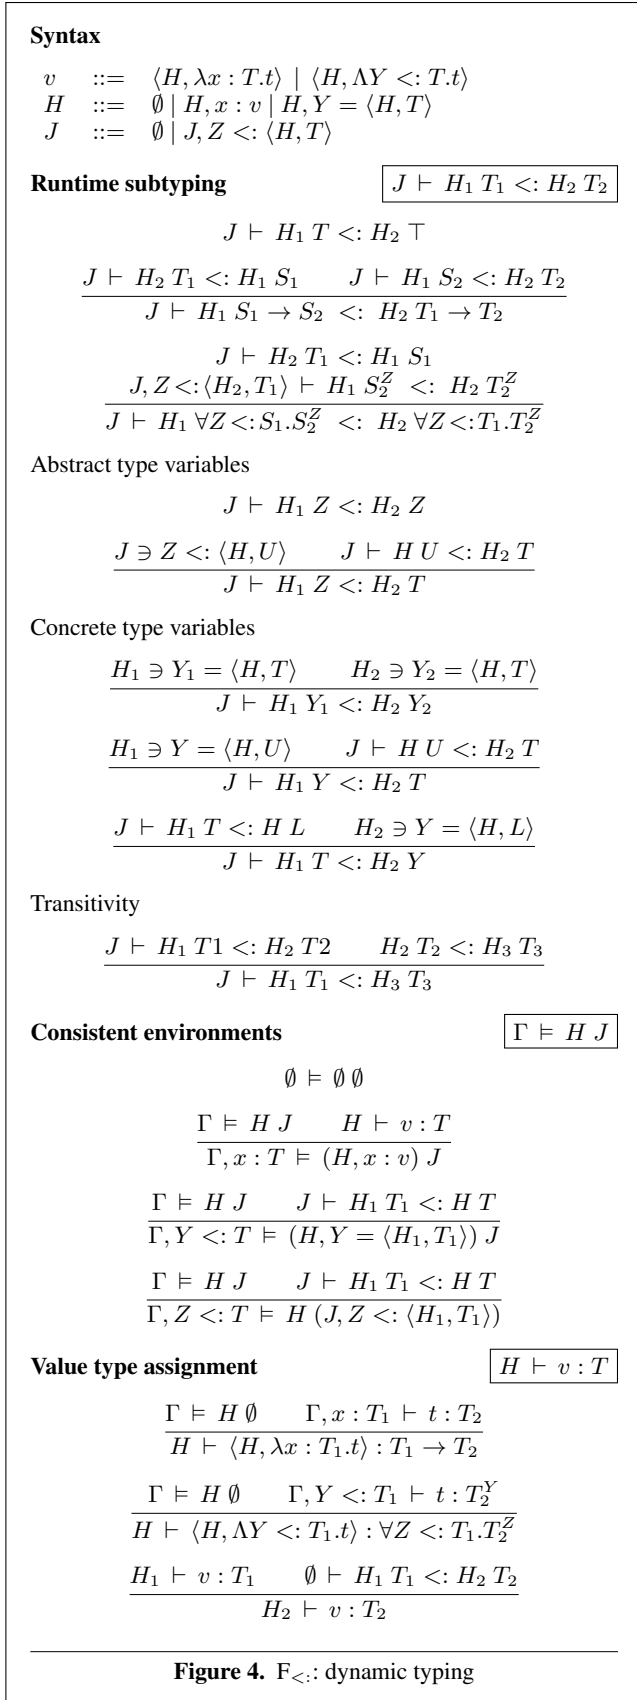 Syntax
v ::= ⟨H, λx : T.t⟩ | ⟨H, ΛY <: T.t⟩
H ::= ∅ | H, x : v | H, Y = ⟨H, T⟩
J ::= ∅ | J, Z <: ⟨H, T⟩
Runtime subtyping J ⊢ H₁ T₁ <: H₂ T₂
J ⊢ H₁ T <: H₂ ⊤
J ⊢ H₂ T₁ <: H₁ S₁ J ⊢ H₁ S₂ <: H₂ T₂
J ⊢ H₁ S₁ → S₂ <: H₂ T₁ → T₂
J ⊢ H₂ T₁ <: H₁ S₁
J, Z <: ⟨H₂, T₁⟩ ⊢ H₁ S₂ᶻ <: H₂ T₂ᶻ
J ⊢ H₁ ∀Z <: S₁.S₂ᶻ <: H₂ ∀Z <: T₁.T₂ᶻ
Abstract type variables
J ⊢ H₁ Z <: H₂ Z
J ∋ Z <: ⟨H, U⟩ J ⊢ H U <: H₂ T
J ⊢ H₁ Z <: H₂ T
Concrete type variables
H₁ ∋ Y₁ = ⟨H, T⟩ H₂ ∋ Y₂ = ⟨H, T⟩
J ⊢ H₁ Y₁ <: H₂ Y₂
H₁ ∋ Y = ⟨H, U⟩ J ⊢ H U <: H₂ T
J ⊢ H₁ Y <: H₂ T
J ⊢ H₁ T <: H L H₂ ∋ Y = ⟨H, L⟩
J ⊢ H₁ T <: H₂ Y
Transitivity
J ⊢ H₁ T1 <: H₂ T2 H₂ T₂ <: H₃ T₃
J ⊢ H₁ T₁ <: H₃ T₃
Consistent environments Γ ⊨ H J
∅ ⊨ ∅ ∅
Γ ⊨ H J H ⊢ v : T
Γ, x : T ⊨ (H, x : v) J
Γ ⊨ H J J ⊢ H₁ T₁ <: H T
Γ, Y <: T ⊨ (H, Y = ⟨H₁, T₁⟩) J
Γ ⊨ H J J ⊢ H₁ T₁ <: H T
Γ, Z <: T ⊨ H (J, Z <: ⟨H₁, T₁⟩)
Value type assignment H ⊢ v : T
Γ ⊨ H ∅ Γ, x : T₁ ⊢ t : T₂
H ⊢ ⟨H, λx : T₁.t⟩ : T₁ → T₂
Γ ⊨ H ∅ Γ, Y <: T₁ ⊢ t : T₂^Y
H ⊢ ⟨H, ΛY <: T₁.t⟩ : ∀Z <: T₁.T₂ᶻ
H₁ ⊢ v : T₁ ∅ ⊢ H₁ T₁ <: H₂ T₂
H₂ ⊢ v : T₂
Figure 4. F<:: dynamic typing